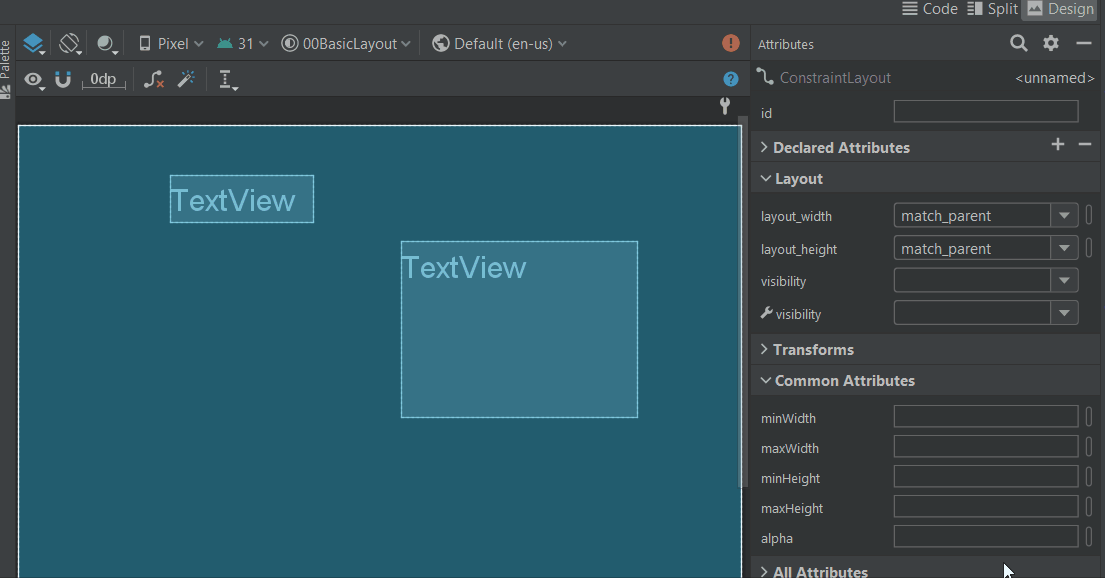 Code Split Design
Palette
Pixel 31 00BasicLayout Default (en-us) !
0dp ?
TextView
TextView
Attributes
ConstraintLayout <unnamed>
id
Declared Attributes
Layout
layout_width match_parent
layout_height match_parent
visibility
visibility
Transforms
Common Attributes
minWidth
maxWidth
minHeight
maxHeight
alpha
All Attributes